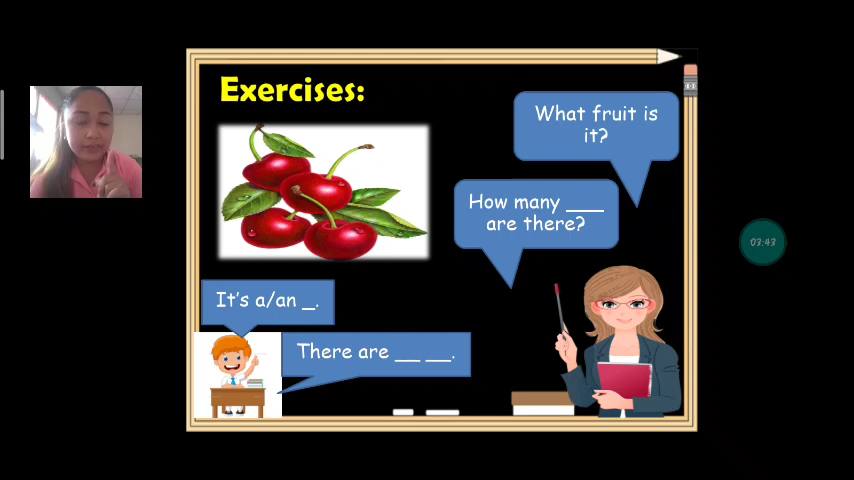 Exercises:
What fruit is
it?
How many ___
are there?
It's a/an _.
There are __ __.
03:43